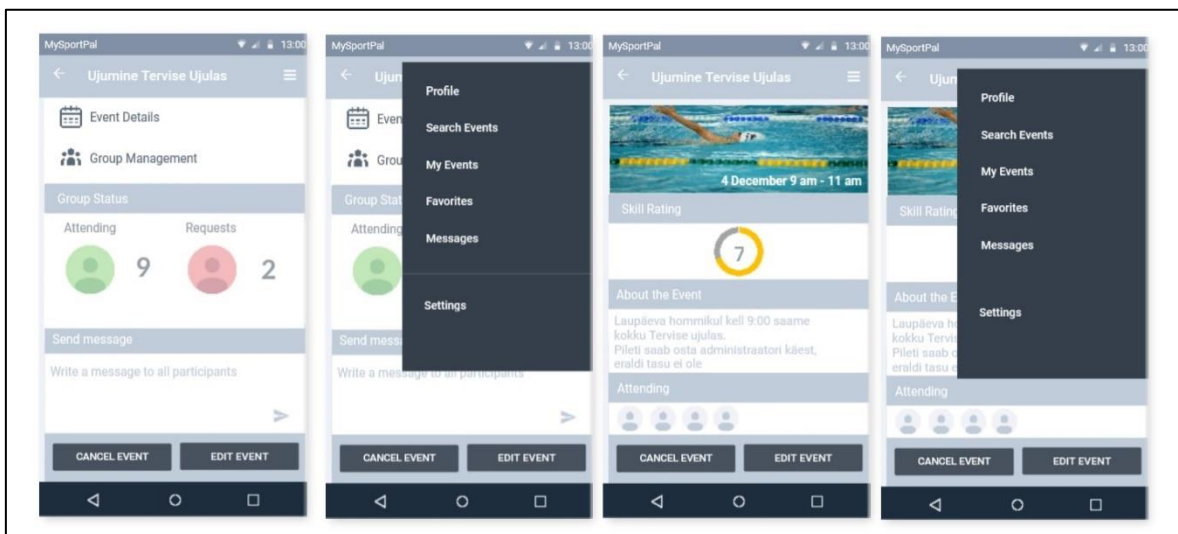 MySportPal 13:00
Ujumine Tervise Ujulas
Event Details
Group Management
Group Status
Attending Requests
9 2
Send message
Write a message to all participants
CANCEL EVENT EDIT EVENT
MySportPal 13:00
Ujun
Profile
Search Events
My Events
Favorites
Messages
Settings
Even
Grou
Group Stat
Attending
Send mess
Write a message to all participants
CANCEL EVENT EDIT EVENT
MySportPal 13:00
Ujumine Tervise Ujulas
4 December 9 am - 11 am
Skill Rating
7
About the Event
Laupäeva hommikul kell 9:00 saame
kokku Tervise ujulas.
Pileti saab osta administraatori käest,
eraldi tasu ei ole
Attending
CANCEL EVENT EDIT EVENT
MySportPal 13:00
Ujun
Profile
Search Events
My Events
Favorites
Messages
Settings
Skill Rating
About the E
Laupäeva ho
kokku Tervis
Pileti saab o
eraldi tasu e
Attending
CANCEL EVENT EDIT EVENT